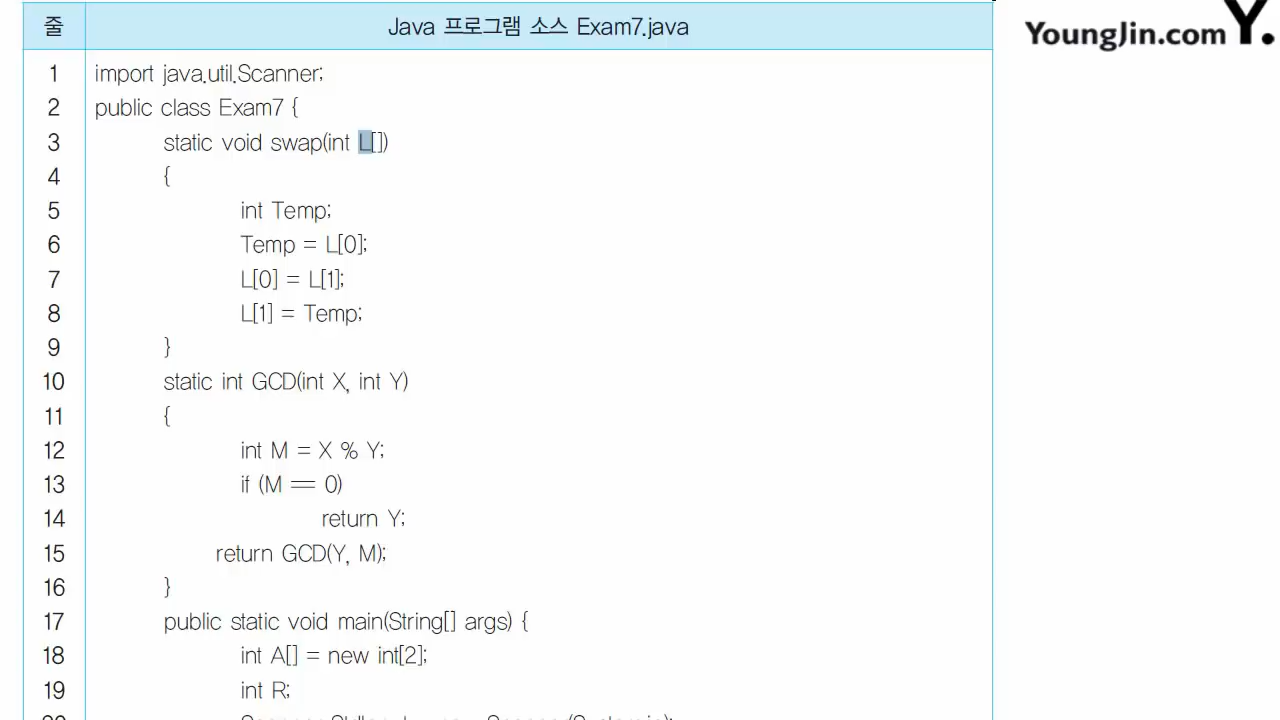 줄 Java 프로그램 소스 Exam7.java
YoungJin.com Y.
1 import java.util.Scanner;
2 public class Exam7 {
3 static void swap(int L[])
4 {
5 int Temp;
6 Temp = L[0];
7 L[0] = L[1];
8 L[1] = Temp;
9 }
10 static int GCD(int X, int Y)
11 {
12 int M = X % Y;
13 if (M == 0)
14 return Y;
15 return GCD(Y, M);
16 }
17 public static void main(String[] args) {
18 int A[] = new int[2];
19 int R;